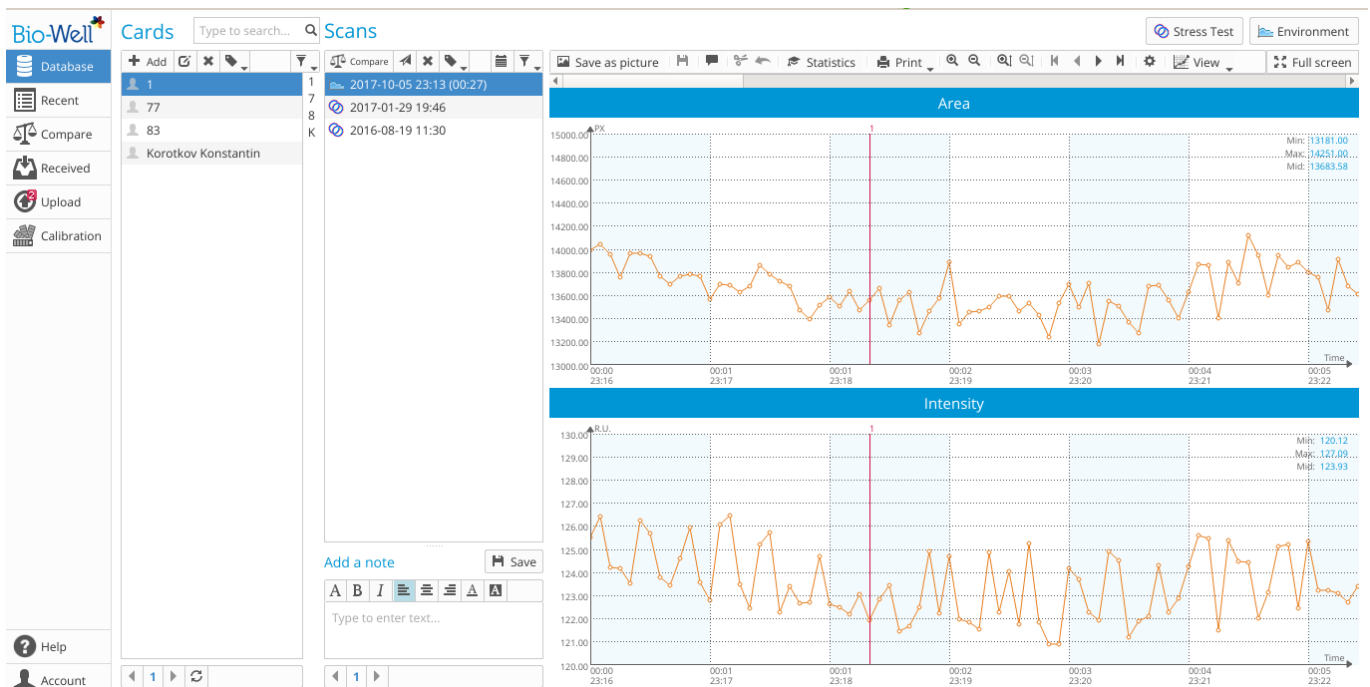 Bio-Well
Database
Recent
Compare
Received
2
Upload
Calibration
Help
Account
Cards
Type to search...
Add
1
77
83
Korotkov Konstantin
1
7
8
K
1
Scans
Compare
2017-10-05 23:13 (00:27)
2017-01-29 19:46
2016-08-19 11:30
Add a note
Save
A B I A A
Type to enter text...
1
Stress Test
Environment
Save as picture
Statistics
Print
View
Full screen
Area
PX
1
Min: 13181.00
Max: 14251.00
Mid: 13683.58
15000.00
14800.00
14600.00
14400.00
14200.00
14000.00
13800.00
13600.00
13400.00
13200.00
13000.00
Time
00:00 00:01 00:01 00:02 00:03 00:04 00:05
23:16 23:17 23:18 23:19 23:20 23:21 23:22
Intensity
R.U.
1
Min: 120.12
Max: 127.09
Mid: 123.93
130.00
129.00
128.00
127.00
126.00
125.00
124.00
123.00
122.00
121.00
120.00
Time
00:00 00:01 00:01 00:02 00:03 00:04 00:05
23:16 23:17 23:18 23:19 23:20 23:21 23:22